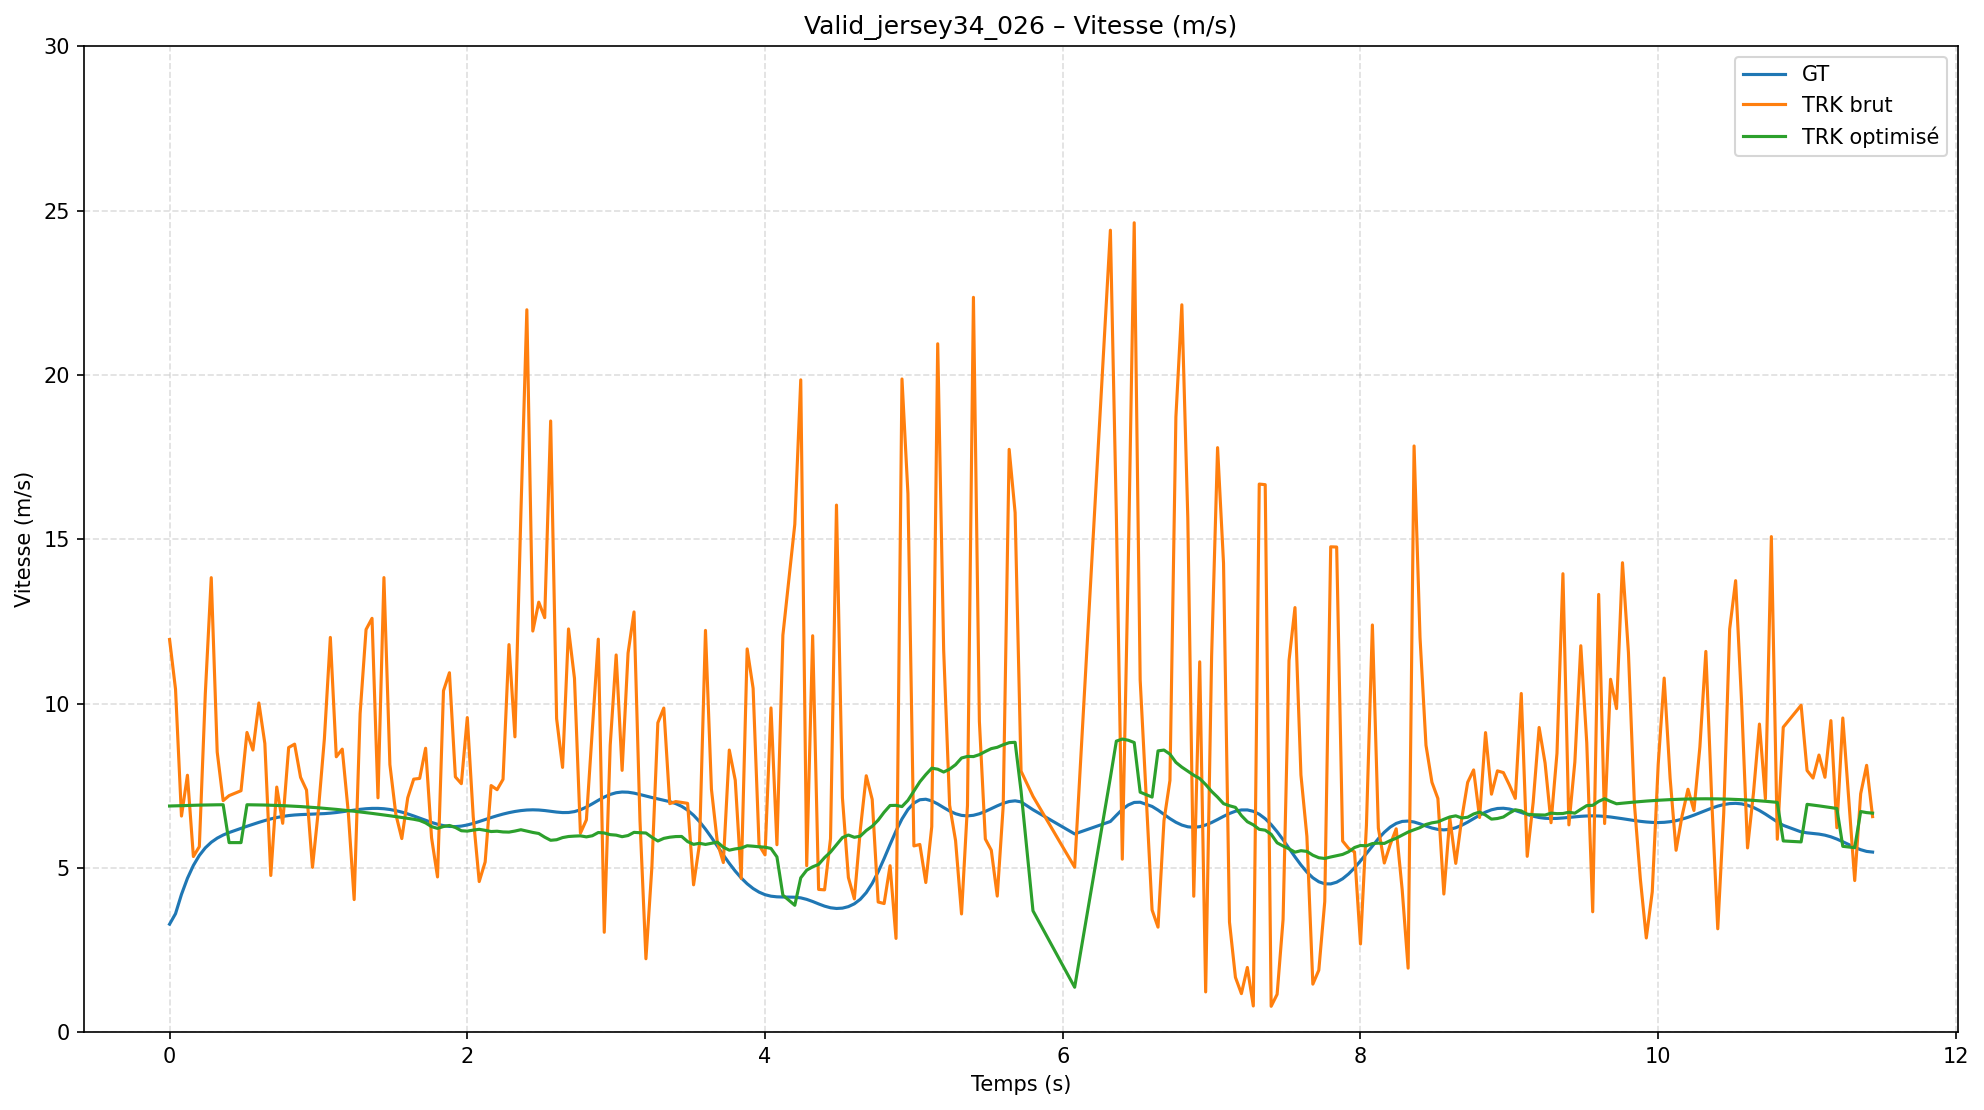 Valid_jersey34_026 – Vitesse (m/s)
GT
TRK brut
TRK optimisé
30
25
20
15
10
5
0
Vitesse (m/s)
0 2 4 6 8 10 12
Temps (s)